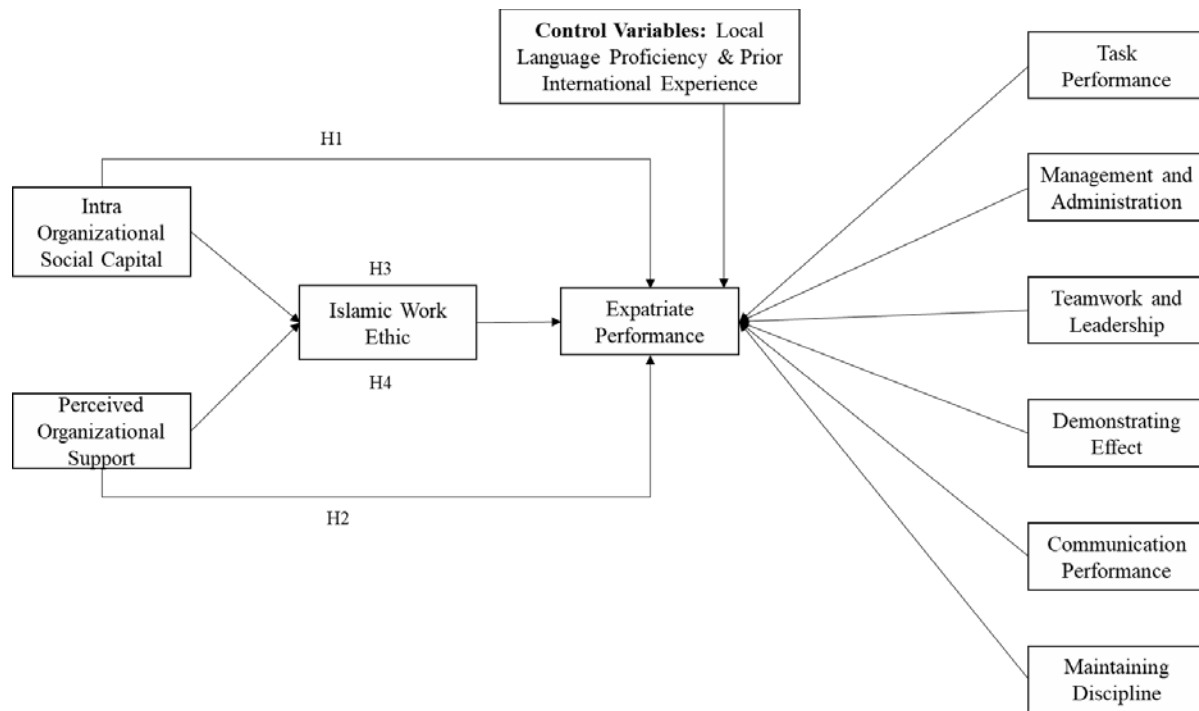 Control Variables: Local
Language Proficiency & Prior
International Experience
Task
Performance
H1
Management and
Administration
Intra
Organizational
Social Capital
H3
Islamic Work
Ethic
H4
Expatriate
Performance
Teamwork and
Leadership
Perceived
Organizational
Support
H2
Demonstrating
Effect
Communication
Performance
Maintaining
Discipline